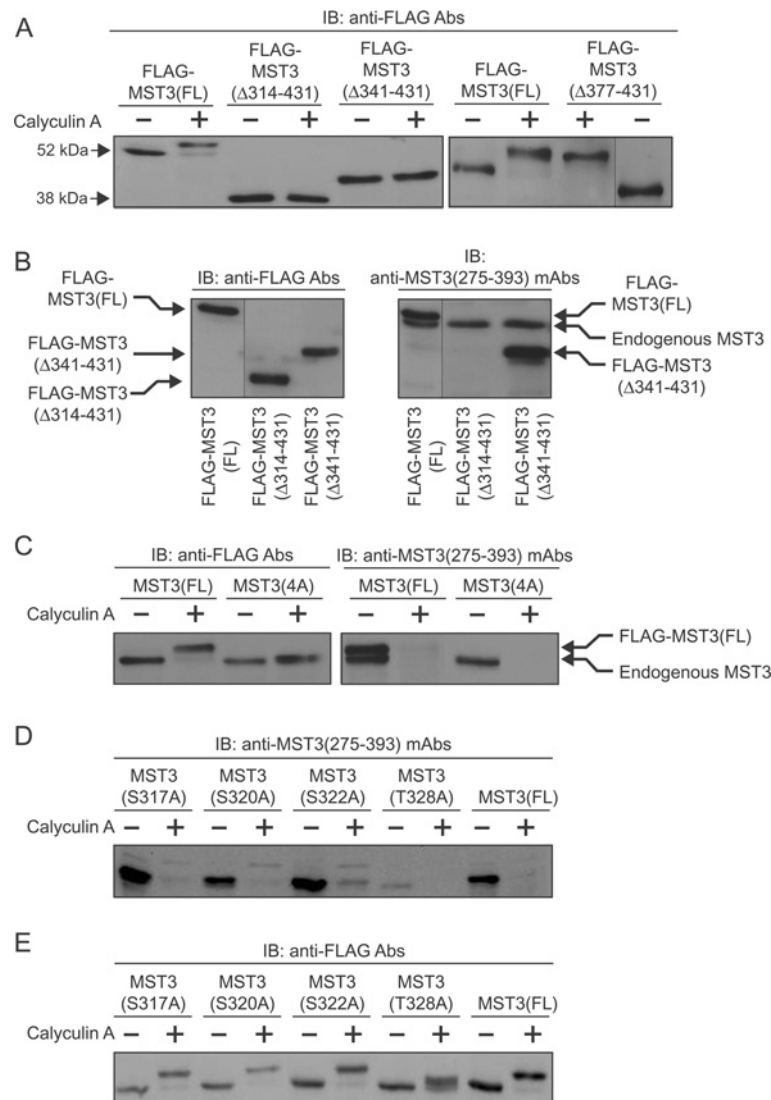 A
IB: anti-FLAG Abs
FLAG-
MST3(FL)
FLAG-
MST3
(Δ314-431)
FLAG-
MST3
(Δ341-431)
FLAG-
MST3(FL)
FLAG-
MST3
(Δ377-431)
Calyculin A − + − + − + − + + −
52 kDa
38 kDa
B
FLAG-
MST3(FL)
FLAG-MST3
(Δ341-431)
FLAG-MST3
(Δ314-431)
IB: anti-FLAG Abs
FLAG-MST3
(FL)
FLAG-MST3
(Δ314-431)
FLAG-MST3
(Δ341-431)
IB:
anti-MST3(275-393) mAbs
FLAG-MST3
(FL)
FLAG-MST3
(Δ314-431)
FLAG-MST3
(Δ341-431)
FLAG-
MST3(FL)
Endogenous MST3
FLAG-MST3
(Δ341-431)
C
IB: anti-FLAG Abs
IB: anti-MST3(275-393) mAbs
MST3(FL) MST3(4A) MST3(FL) MST3(4A)
Calyculin A − + − + − + − +
FLAG-MST3(FL)
Endogenous MST3
D
IB: anti-MST3(275-393) mAbs
MST3
(S317A)
MST3
(S320A)
MST3
(S322A)
MST3
(T328A)
MST3(FL)
Calyculin A − + − + − + − + − +
E
IB: anti-FLAG Abs
MST3
(S317A)
MST3
(S320A)
MST3
(S322A)
MST3
(T328A)
MST3(FL)
Calyculin A − + − + − + − + − +